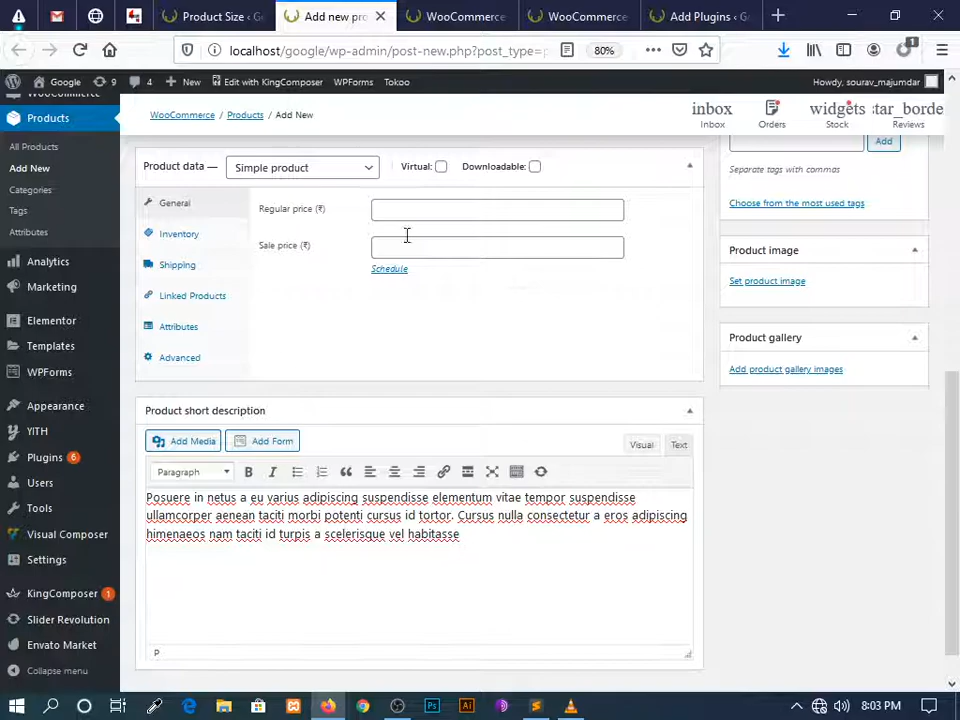 Product Size ‹ G
Add new pro
WooCommerce
WooCommerce
Add Plugins ‹ G
localhost/google/wp-admin/post-new.php?post_type=
80%
1
Google
9
4
New
Edit with KingComposer
WPForms
Tokoo
Howdy, sourav_majumdar
WooCommerce
Products
All Products
Add New
Categories
Tags
Attributes
Analytics
Marketing
Elementor
Templates
WPForms
Appearance
YITH
Plugins 6
Users
Tools
Visual Composer
Settings
KingComposer 1
Slider Revolution
Envato Market
Collapse menu
WooCommerce / Products / Add New
inbox
Inbox
Orders
widgets
Stock
tar_borde
Reviews
Product data —
Simple product
Virtual:
Downloadable:
General
Inventory
Shipping
Linked Products
Attributes
Advanced
Regular price (₹)
Sale price (₹)
Schedule
Product short description
Add Media
Add Form
Visual
Text
Paragraph
Posuere in netus a eu varius adipiscing suspendisse elementum vitae tempor suspendisse
ullamcorper aenean taciti morbi potenti cursus id tortor. Cursus nulla consectetur a eros adipiscing
himenaeos nam taciti id turpis a scelerisque vel habitasse
P
Add
Separate tags with commas
Choose from the most used tags
Product image
Set product image
Product gallery
Add product gallery images
8:03 PM